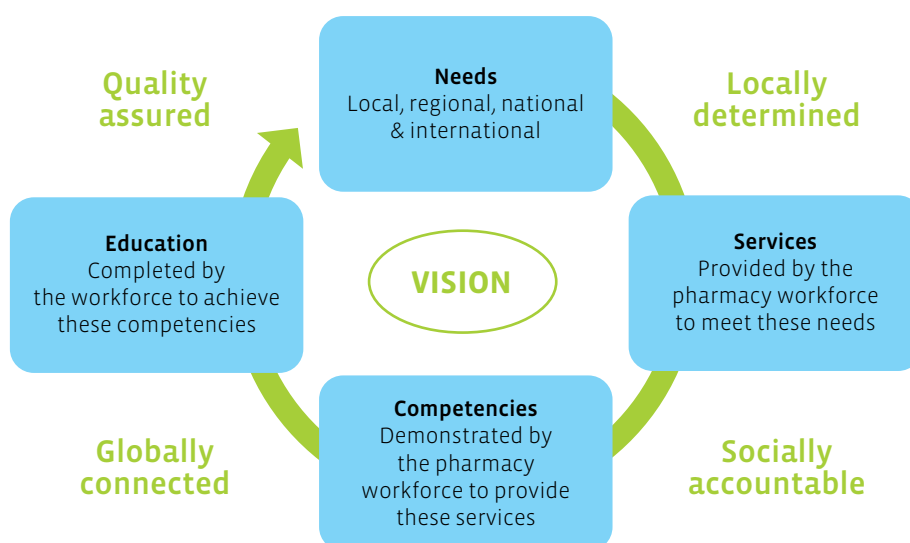 Quality
assured
Needs
Local, regional, national
& international
Locally
determined
Education
Completed by
the workforce to achieve
these competencies
VISION
Services
Provided by the
pharmacy workforce
to meet these needs
Globally
connected
Competencies
Demonstrated by
the pharmacy
workforce to provide
these services
Socially
accountable